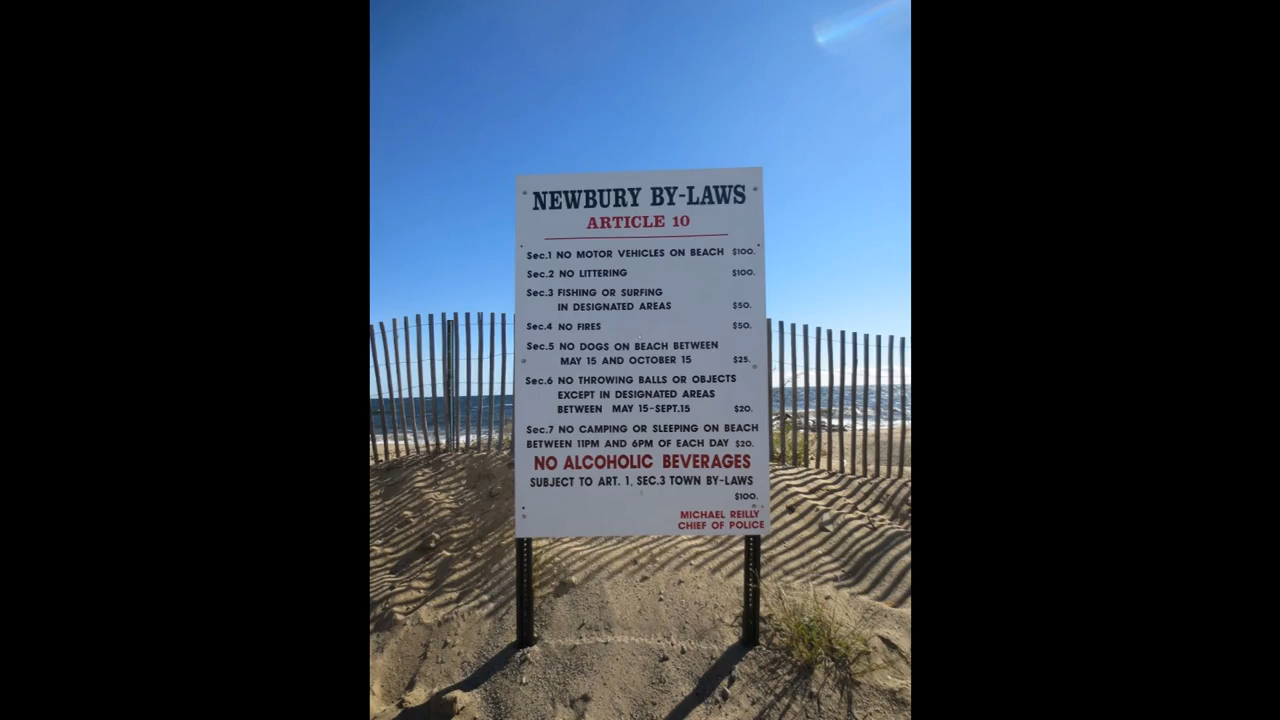 NEWBURY BY-LAWS
ARTICLE 10
Sec.1 NO MOTOR VEHICLES ON BEACH $100.
Sec.2 NO LITTERING $100.
Sec.3 FISHING OR SURFING
IN DESIGNATED AREAS $50.
Sec.4 NO FIRES $50.
Sec.5 NO DOGS ON BEACH BETWEEN
MAY 15 AND OCTOBER 15 $25.
Sec.6 NO THROWING BALLS OR OBJECTS
EXCEPT IN DESIGNATED AREAS
BETWEEN MAY 15-SEPT.15 $20.
Sec.7 NO CAMPING OR SLEEPING ON BEACH
BETWEEN 11PM AND 6PM OF EACH DAY $20.
NO ALCOHOLIC BEVERAGES
SUBJECT TO ART. 1, SEC.3 TOWN BY-LAWS
$100.
MICHAEL REILLY
CHIEF OF POLICE